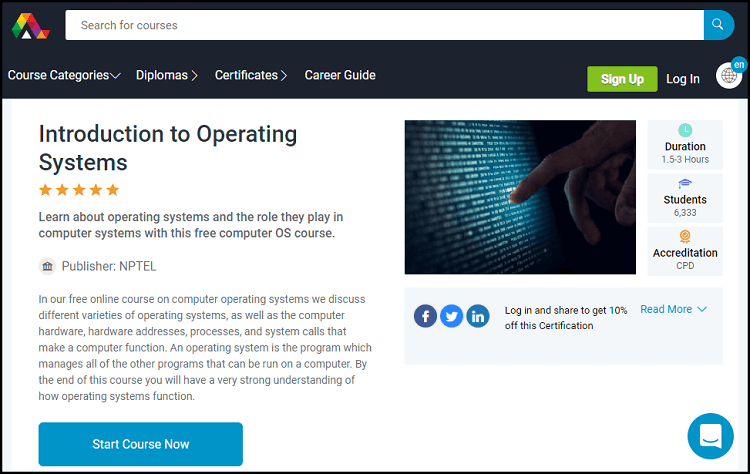 Search for courses
en
Course Categories
Diplomas
Certificates
Career Guide
Sign Up
Log In
Introduction to Operating
Systems
Learn about operating systems and the role they play in
computer systems with this free computer OS course.
Publisher: NPTEL
In our free online course on computer operating systems we discuss
different varieties of operating systems, as well as the computer
hardware, hardware addresses, processes, and system calls that
make a computer function. An operating system is the program which
manages all of the other programs that can be run on a computer. By
the end of this course you will have a very strong understanding of
how operating systems function.
Start Course Now
Duration
1.5-3 Hours
Students
6,333
Accreditation
CPD
Log in and share to get 10%
off this Certification
Read More